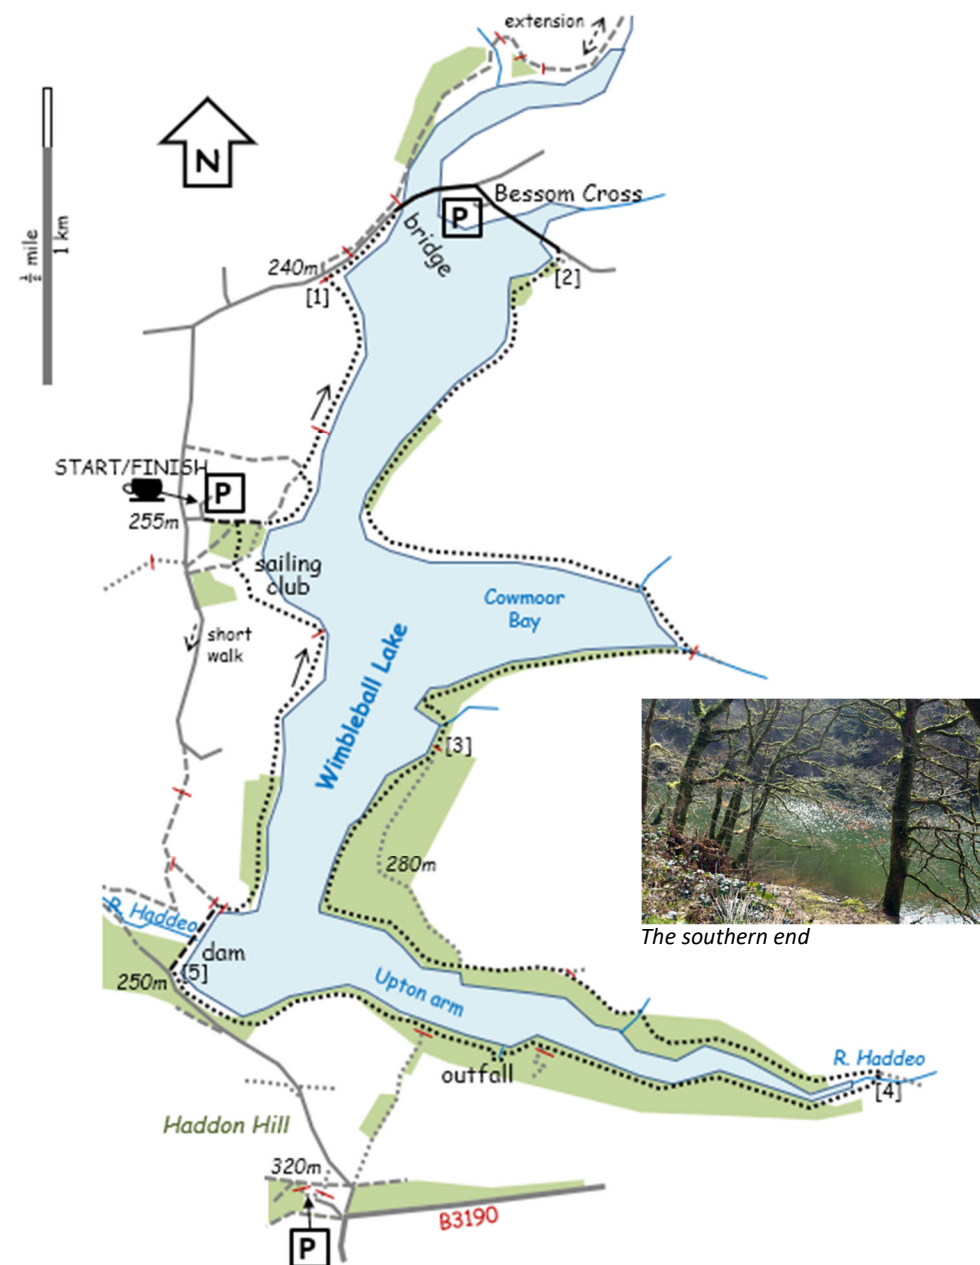 extension
N
½ mile
1 km
Bessom Cross
P
bridge
240m
[1]
[2]
START/FINISH
P
255m
sailing
club
Cowmoor
Bay
short
walk
Wimbleball Lake
[3]
280m
The southern end
R. Haddeo
dam
[5]
250m
Upton arm
outfall
R. Haddeo
[4]
Haddon Hill
320m
B3190
P